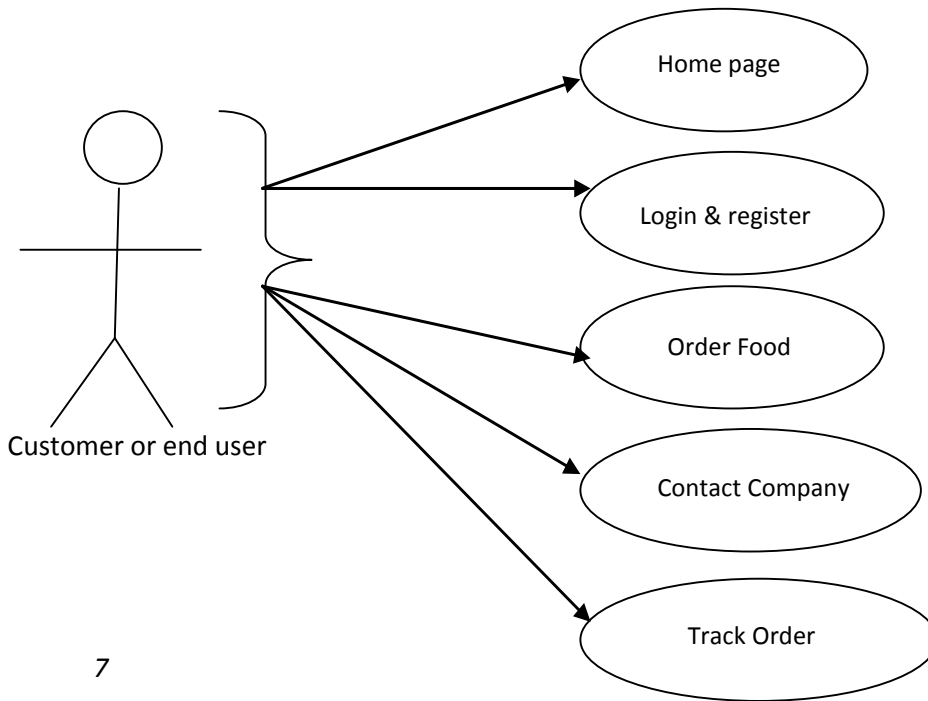 Home page
Login & register
Order Food
Customer or end user
Contact Company
Track Order
7